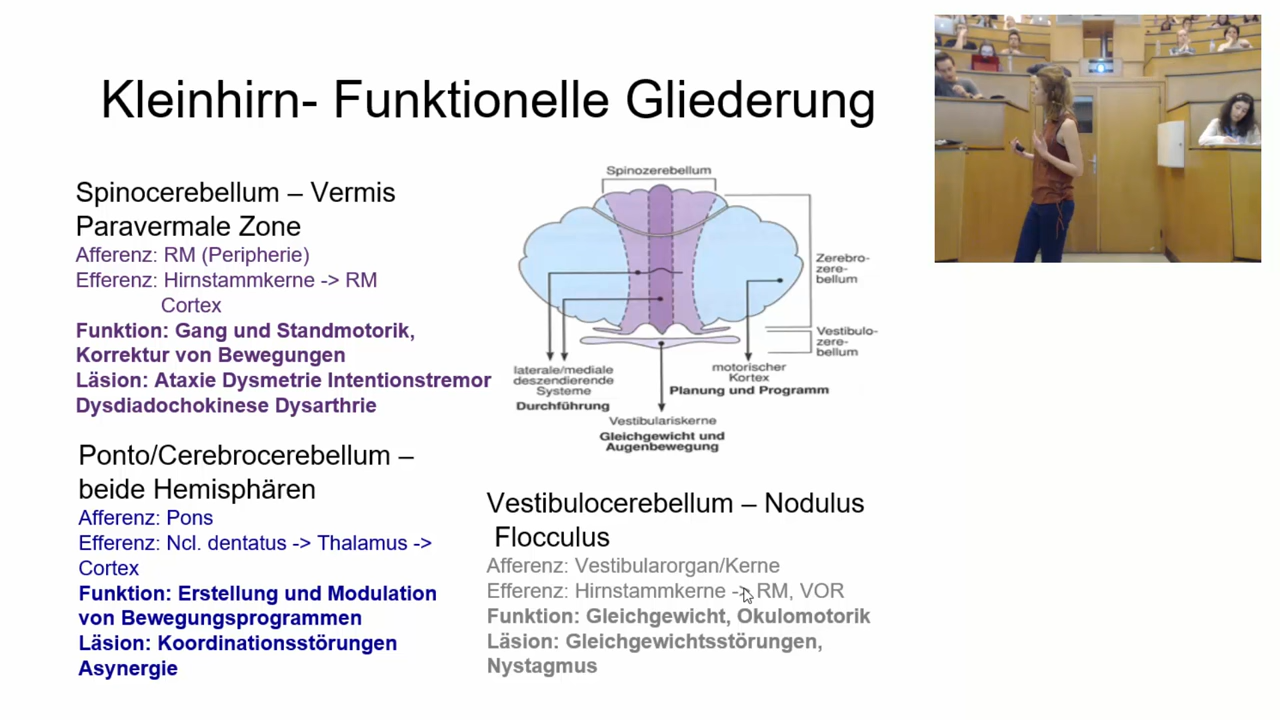 Kleinhirn- Funktionelle Gliederung
Spinocerebellum – Vermis
Paravermale Zone
Afferenz: RM (Peripherie)
Efferenz: Hirnstammkerne -> RM
Cortex
Funktion: Gang und Standmotorik,
Korrektur von Bewegungen
Läsion: Ataxie Dysmetrie Intentionstremor
Dysdiadochokinese Dysarthrie
Ponto/Cerebrocerebellum –
beide Hemisphären
Afferenz: Pons
Efferenz: Ncl. dentatus -> Thalamus ->
Cortex
Funktion: Erstellung und Modulation
von Bewegungsprogrammen
Läsion: Koordinationsstörungen
Asynergie
Spinozerebellum
Zerebro-
zere-
bellum
Vestibulo-
zere-
bellum
laterale/mediale
deszendierende
Systeme
Durchführung
motorischer
Kortex
Planung und Programm
Vestibulariskerne
Gleichgewicht und
Augenbewegung
Vestibulocerebellum – Nodulus
Flocculus
Afferenz: Vestibularorgan/Kerne
Efferenz: Hirnstammkerne -> RM, VOR
Funktion: Gleichgewicht, Okulomotorik
Läsion: Gleichgewichtsstörungen,
Nystagmus